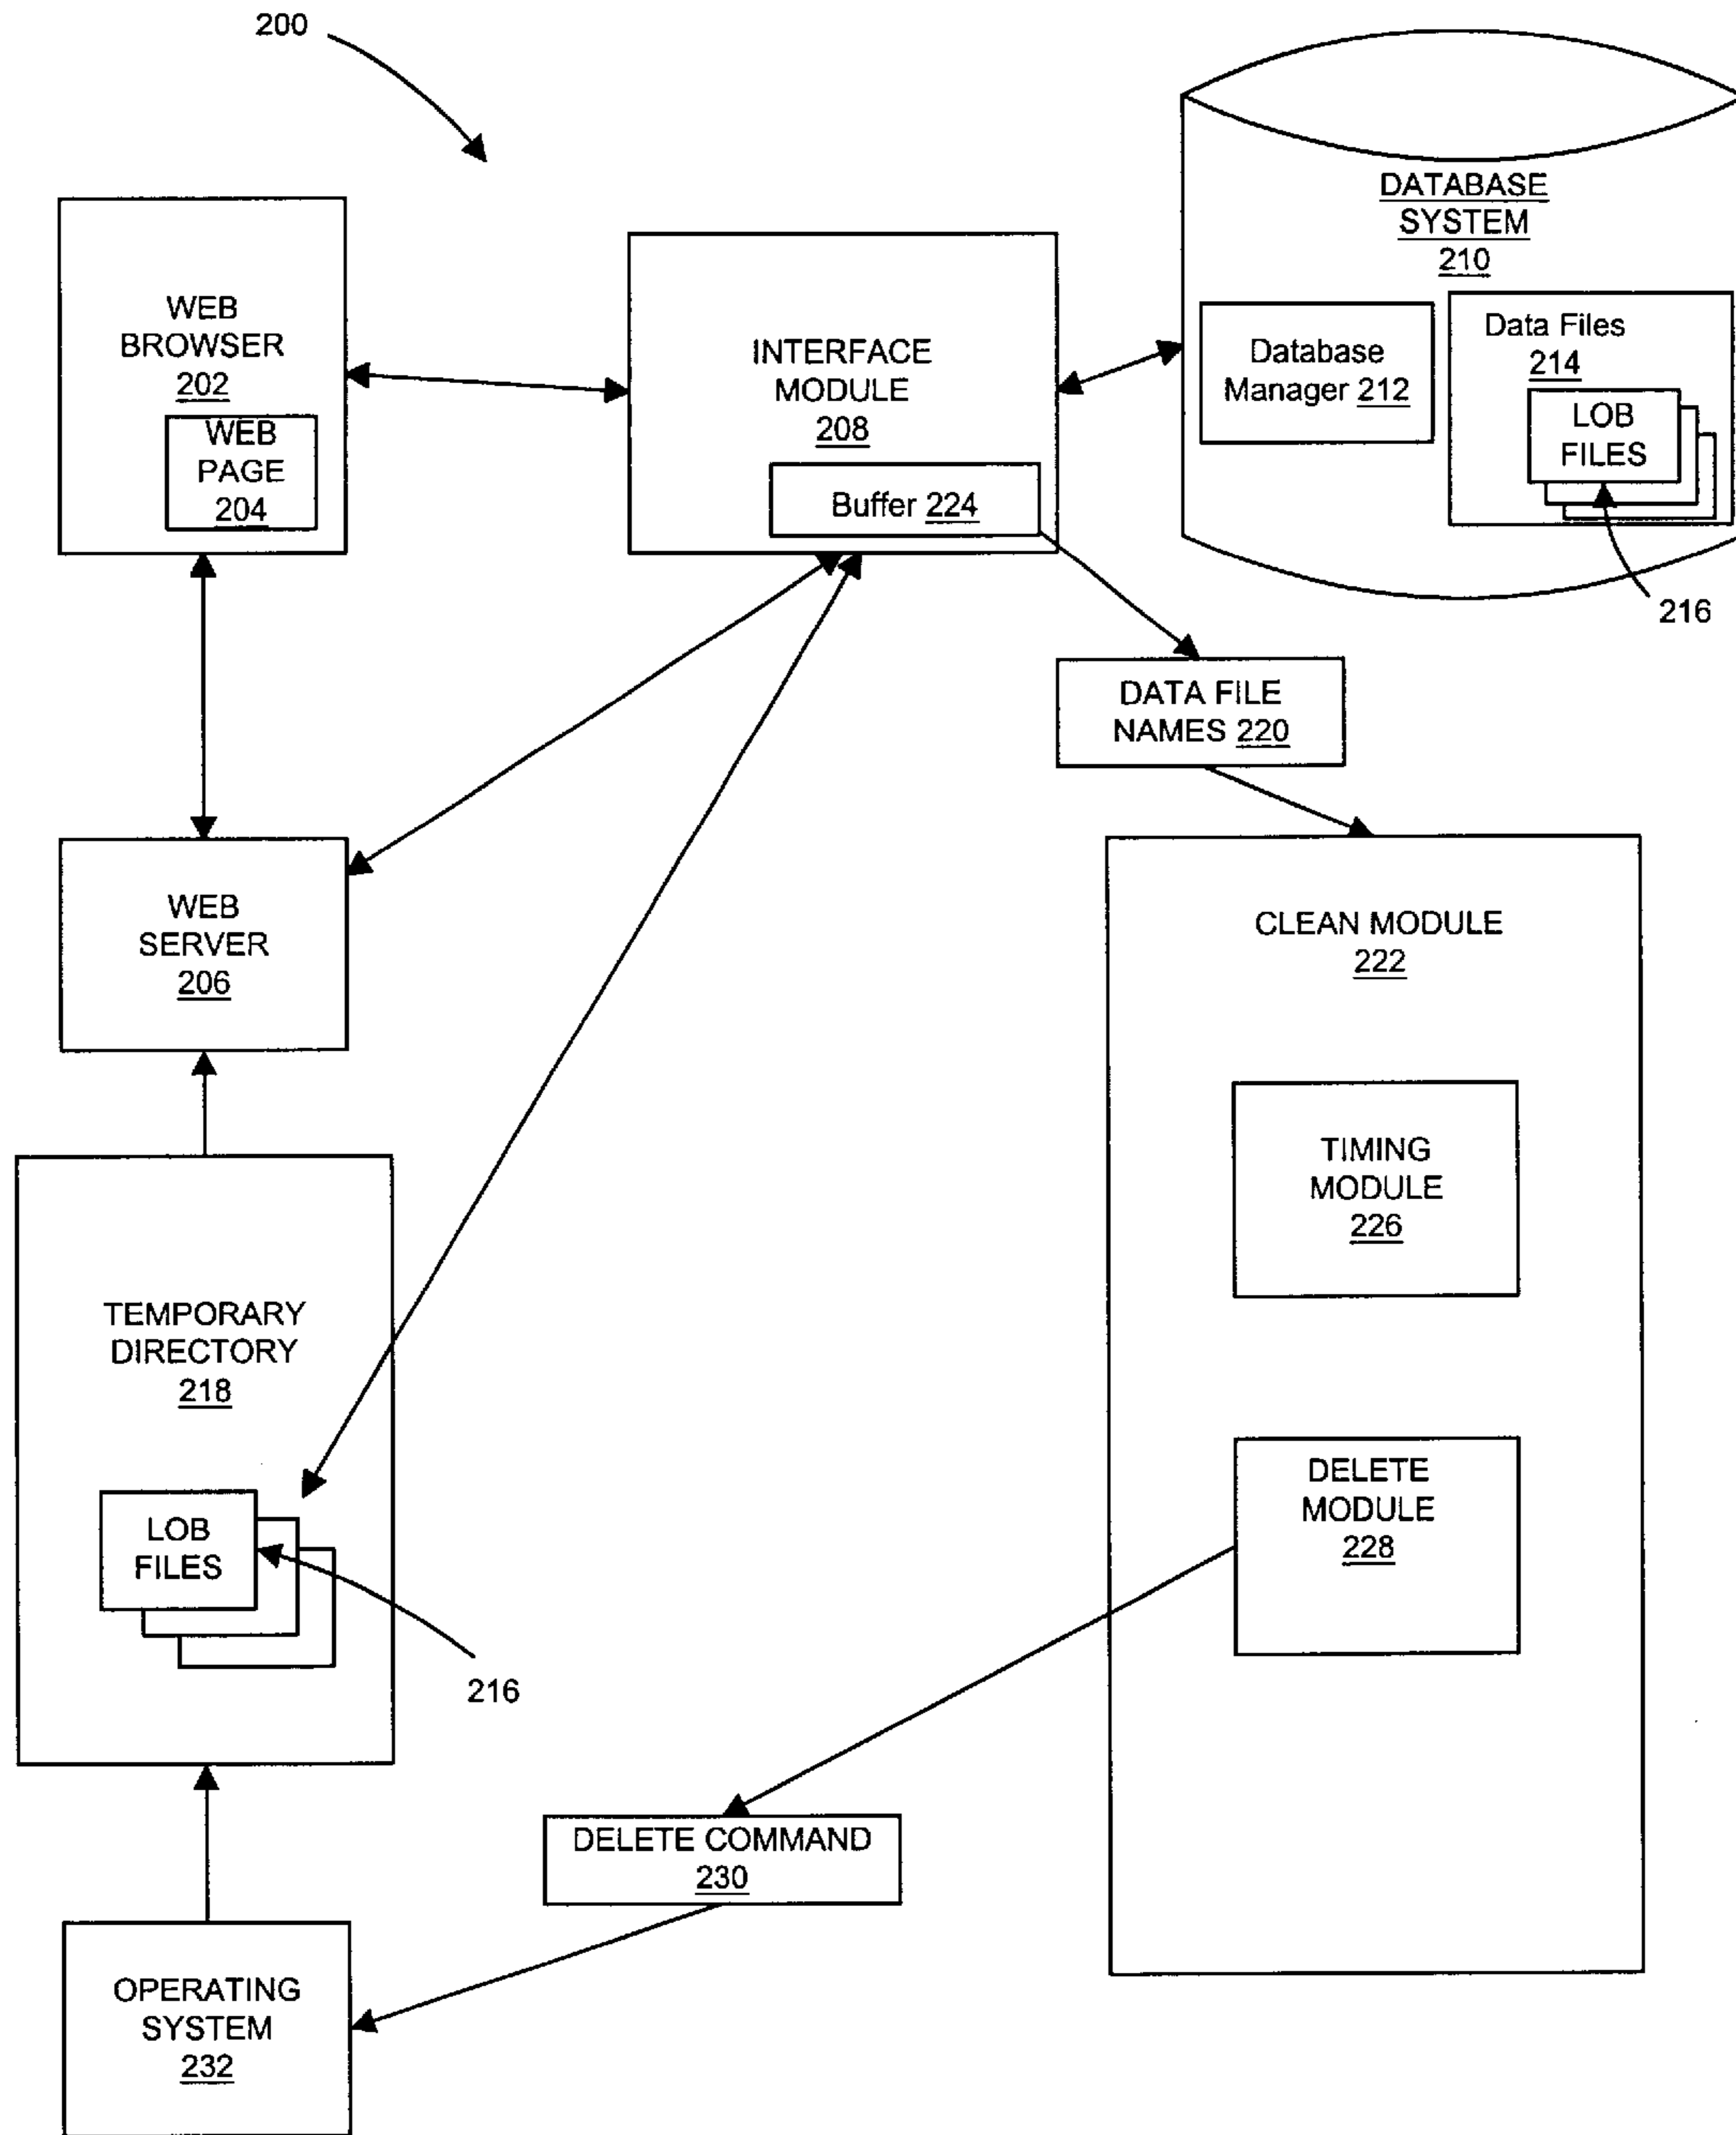 200
DATABASE
SYSTEM
210
WEB
BROWSER
202
WEB
PAGE
204
INTERFACE
MODULE
208
Buffer 224
Database
Manager 212
Data Files
214
LOB
FILES
216
DATA FILE
NAMES 220
WEB
SERVER
206
CLEAN MODULE
222
TIMING
MODULE
226
TEMPORARY
DIRECTORY
218
LOB
FILES
216
DELETE
MODULE
228
DELETE COMMAND
230
OPERATING
SYSTEM
232